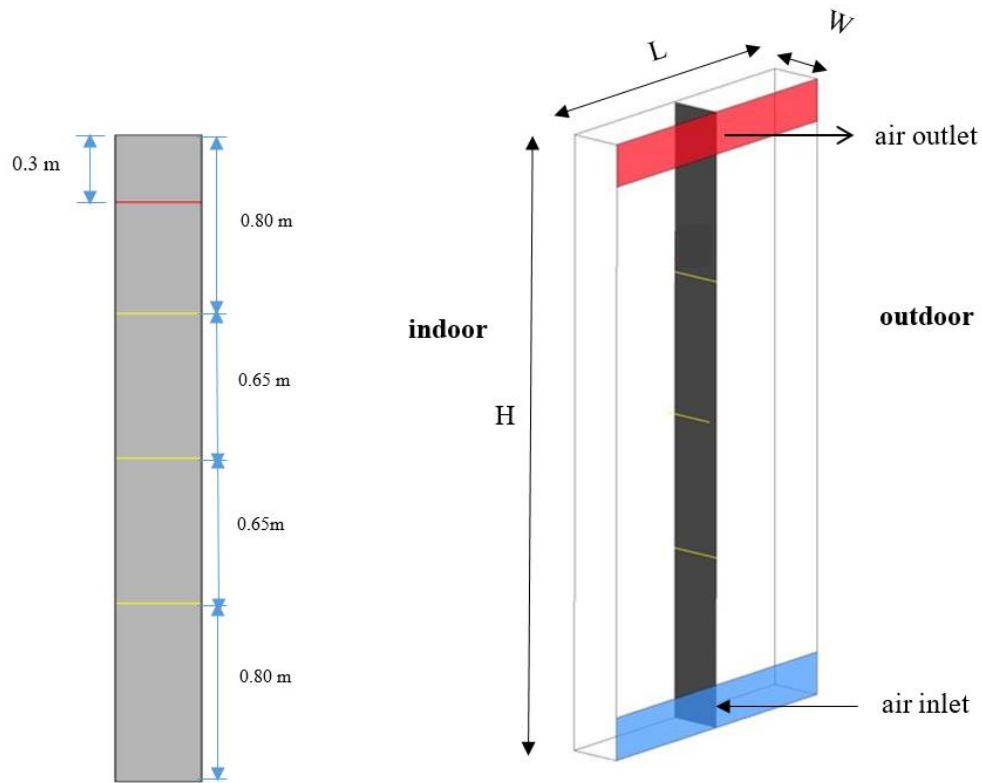 0.3 m
0.80 m
0.65 m
0.65m
0.80 m
L
W
H
indoor
outdoor
air outlet
air inlet